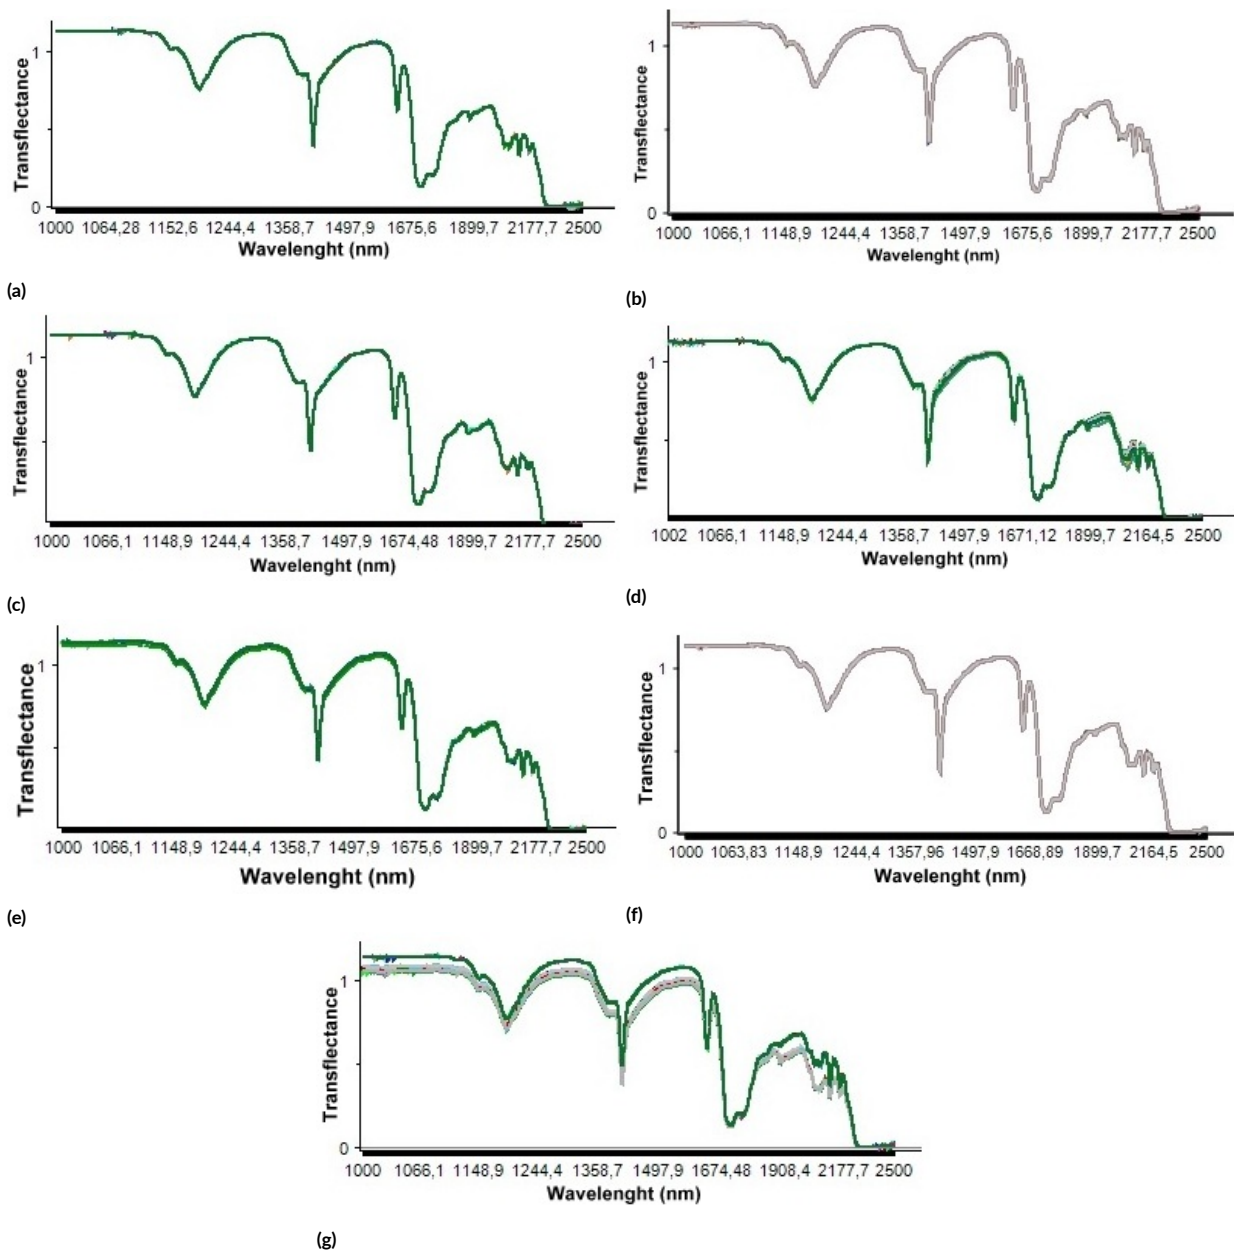 Transflectance
1
0
1000 1064,28 1152,6 1244,4 1358,7 1497,9 1675,6 1899,7 2177,7 2500
Wavelenght (nm)
(a)
Transflectance
1
0
1000 1066,1 1148,9 1244,4 1358,7 1497,9 1675,6 1899,7 2177,7 2500
Wavelenght (nm)
(b)
Transflectance
1
1000 1066,1 1148,9 1244,4 1358,7 1497,9 1674,48 1899,7 2177,7 2500
Wavelenght (nm)
(c)
Transflectance
1
1002 1066,1 1148,9 1244,4 1358,7 1497,9 1671,12 1899,7 2164,5 2500
Wavelenght (nm)
(d)
Transflectance
1
1000 1066,1 1148,9 1244,4 1358,7 1497,9 1675,6 1899,7 2177,7 2500
Wavelenght (nm)
(e)
Transflectance
1
0
1000 1063,83 1148,9 1244,4 1357,96 1497,9 1668,89 1899,7 2164,5 2500
Wavelenght (nm)
(f)
Transflectance
1
0
1000 1066,1 1148,9 1244,4 1358,7 1497,9 1674,48 1908,4 2177,7 2500
Wavelenght (nm)
(g)